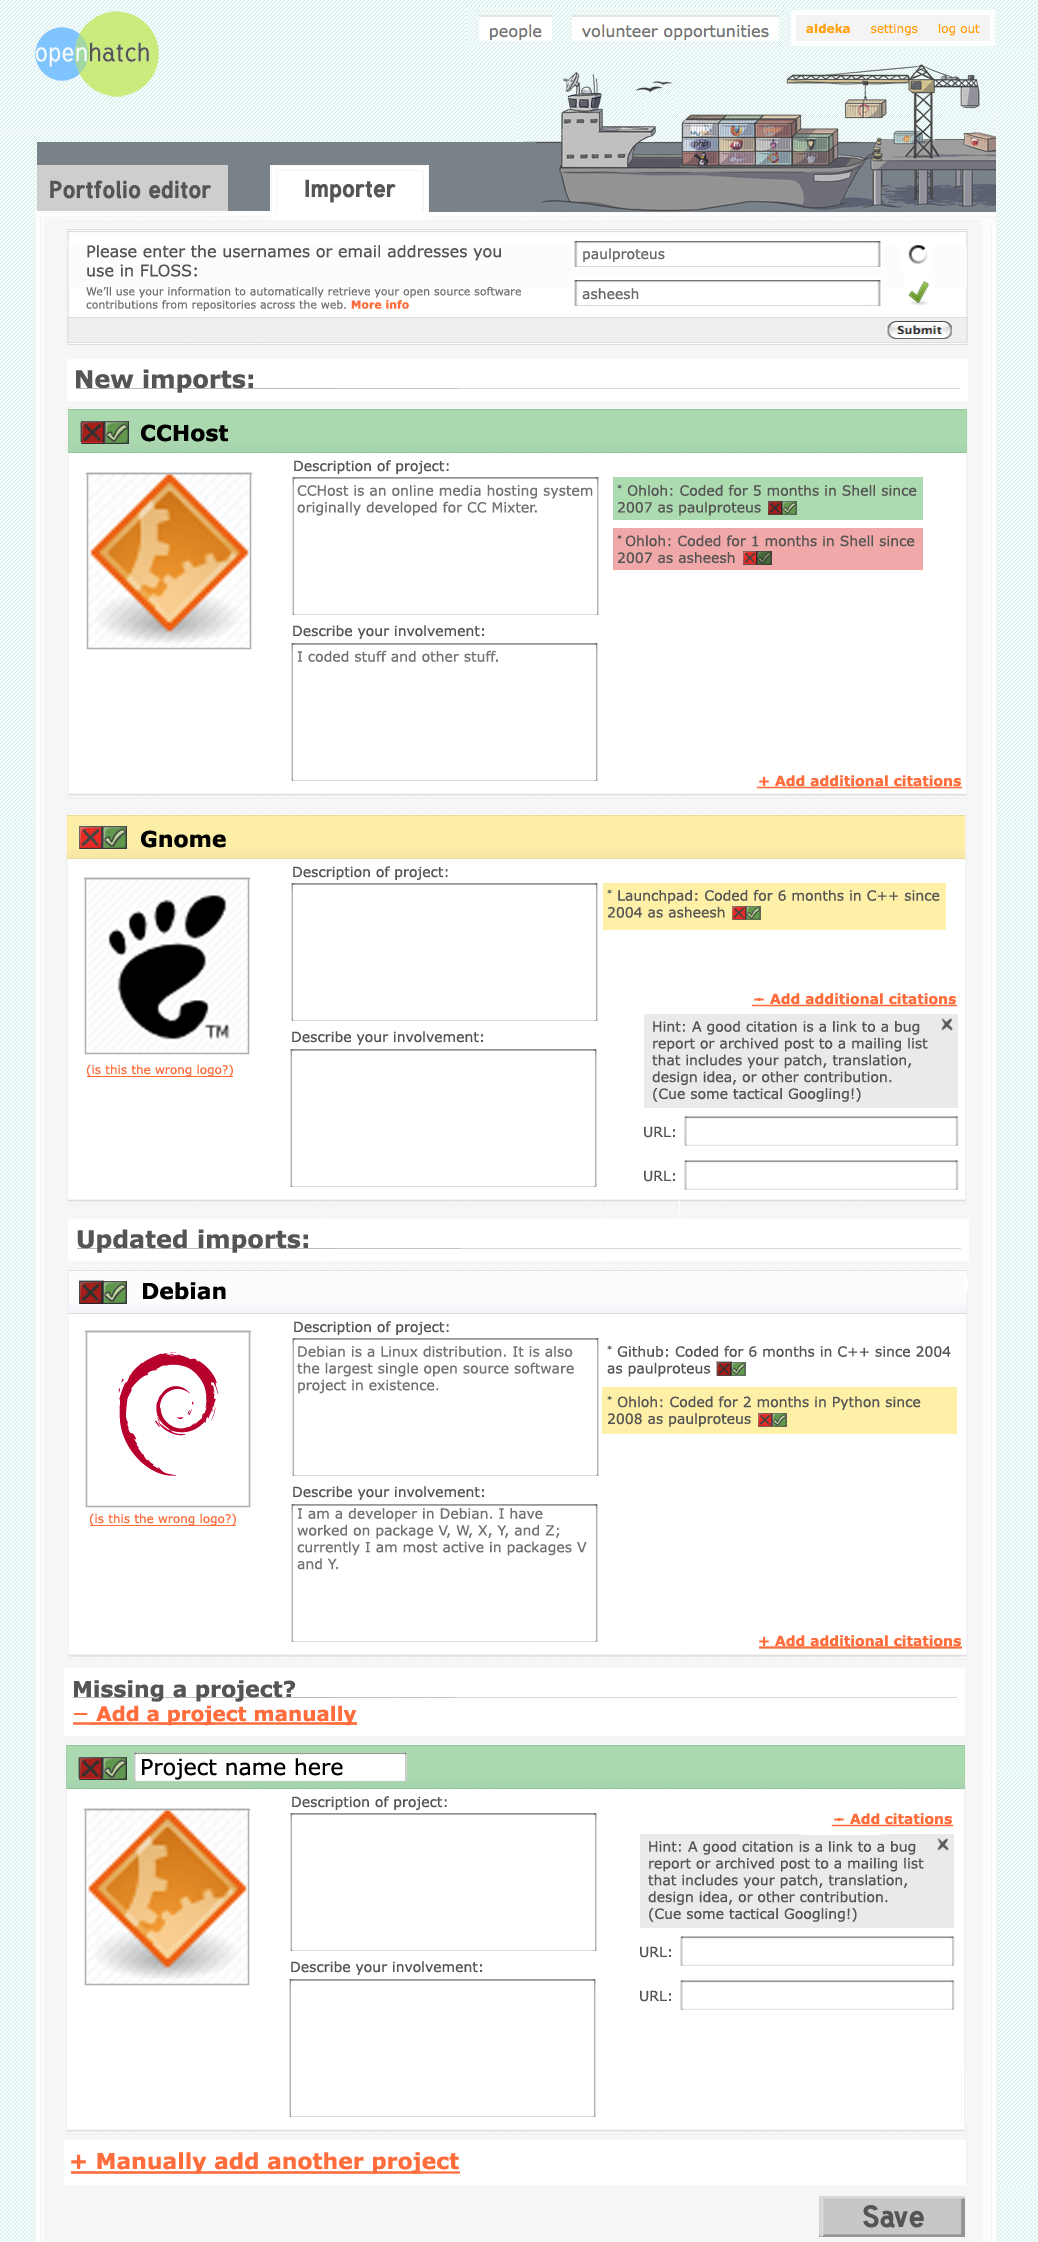 openhatch
people
volunteer opportunities
aldeka
settings
log out
php
Portfolio editor
Importer
Please enter the usernames or email addresses you
use in FLOSS:
We'll use your information to automatically retrieve your open source software
contributions from repositories across the web. More info
paulproteus
asheesh
Submit
New imports:
CCHost
Description of project:
CCHost is an online media hosting system
originally developed for CC Mixter.
* Ohloh: Coded for 5 months in Shell since
2007 as paulproteus
* Ohloh: Coded for 1 months in Shell since
2007 as asheesh
Describe your involvement:
I coded stuff and other stuff.
+ Add additional citations
Gnome
Description of project:
* Launchpad: Coded for 6 months in C++ since
2004 as asheesh
TM
(is this the wrong logo?)
Describe your involvement:
– Add additional citations
Hint: A good citation is a link to a bug
report or archived post to a mailing list
that includes your patch, translation,
design idea, or other contribution.
(Cue some tactical Googling!)
URL:
URL:
Updated imports:
Debian
Description of project:
Debian is a Linux distribution. It is also
the largest single open source software
project in existence.
* Github: Coded for 6 months in C++ since 2004
as paulproteus
* Ohloh: Coded for 2 months in Python since
2008 as paulproteus
(is this the wrong logo?)
Describe your involvement:
I am a developer in Debian. I have
worked on package V, W, X, Y, and Z;
currently I am most active in packages V
and Y.
+ Add additional citations
Missing a project?
– Add a project manually
Project name here
Description of project:
Describe your involvement:
– Add citations
Hint: A good citation is a link to a bug
report or archived post to a mailing list
that includes your patch, translation,
design idea, or other contribution.
(Cue some tactical Googling!)
URL:
URL:
+ Manually add another project
Save